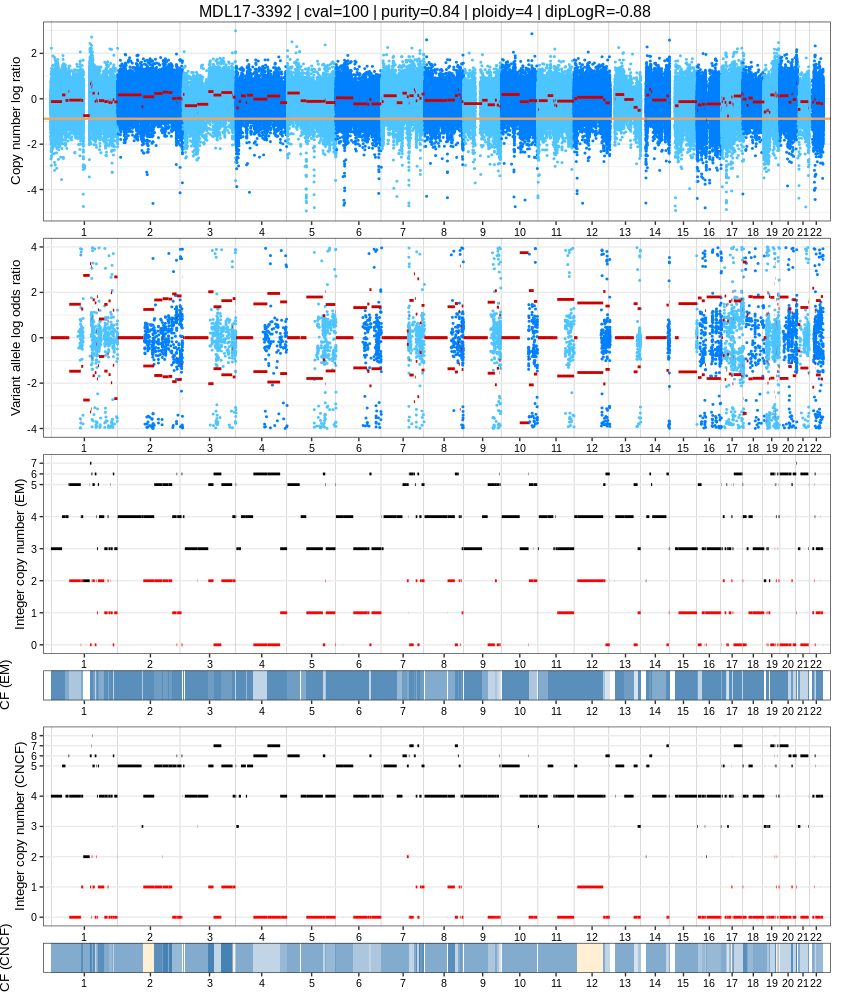 MDL17-3392 | cval=100 | purity=0.84 | ploidy=4 | dipLogR=-0.88
Copy number log ratio
2
0
-2
-4
1 2 3 4 5 6 7 8 9 10 11 12 13 14 15 16 17 18 19 20 21 22
Variant allele log odds ratio
4
2
0
-2
-4
1 2 3 4 5 6 7 8 9 10 11 12 13 14 15 16 17 18 19 20 21 22
Integer copy number (EM)
7
6
5
4
3
2
1
0
1 2 3 4 5 6 7 8 9 10 11 12 13 14 15 16 17 18 19 20 21 22
CF (EM)
1 2 3 4 5 6 7 8 9 10 11 12 13 14 15 16 17 18 19 20 21 22
Integer copy number (CNCF)
8
7
6
5
4
3
2
1
0
1 2 3 4 5 6 7 8 9 10 11 12 13 14 15 16 17 18 19 20 21 22
CF (CNCF)
1 2 3 4 5 6 7 8 9 10 11 12 13 14 15 16 17 18 19 20 21 22